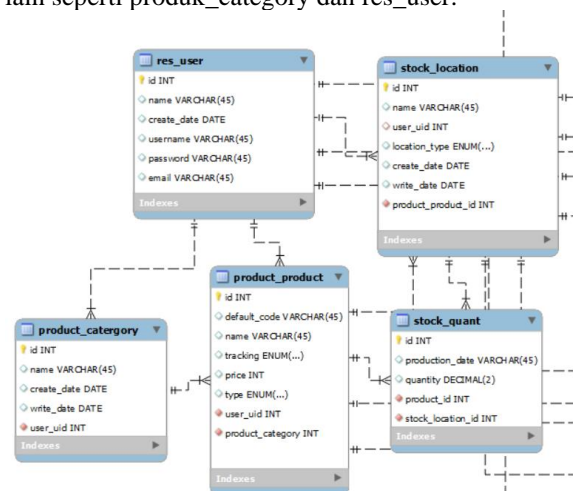 lain seperti produk_category dan res_user.
res_user
id INT
name VARCHAR(45)
create_date DATE
username VARCHAR(45)
password VARCHAR(45)
email VARCHAR(45)
Indexes
stock_location
id INT
name VARCHAR(45)
user_uid INT
location_type ENUM(...)
create_date DATE
write_date DATE
product_product_id INT
Indexes
product_catergory
id INT
name VARCHAR(45)
create_date DATE
write_date DATE
user_uid INT
Indexes
product_product
id INT
default_code VARCHAR(45)
name VARCHAR(45)
tracking ENUM(...)
price INT
type ENUM(...)
user_uid INT
product_category INT
Indexes
stock_quant
id INT
production_date VARCHAR(45)
quantity DECIMAL(2)
product_id INT
stock_location_id INT
Indexes